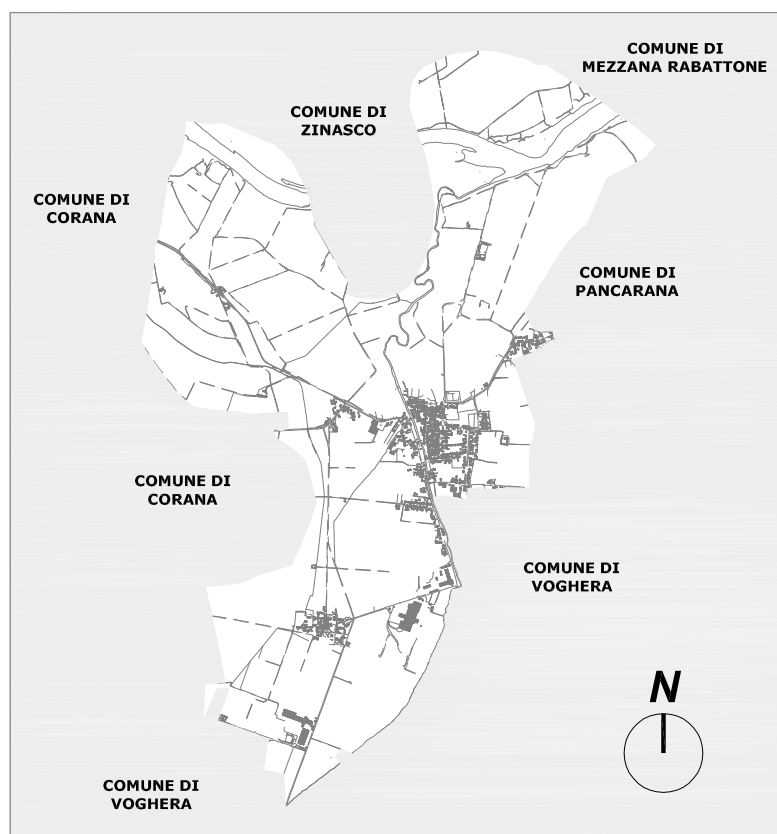 COMUNE DI
MEZZANA RABATTONE
COMUNE DI
ZINASCO
COMUNE DI
CORANA
COMUNE DI
PANCARANA
COMUNE DI
CORANA
COMUNE DI
VOGHERA
N
COMUNE DI
VOGHERA